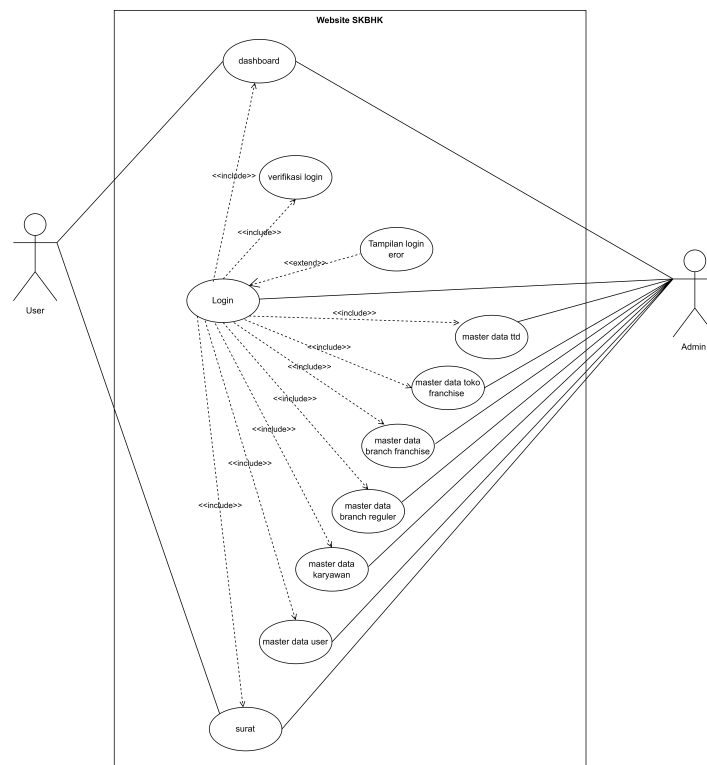 Website SKBHK
dashboard
<<include>>
verifikasi login
<<include>>
Tampilan login
eror
<<extend>>
User
Admin
Login
<<include>>
master data ttd
<<include>>
master data toko
franchise
<<include>>
master data
branch franchise
<<include>>
master data
branch reguler
<<include>>
master data
karyawan
<<include>>
master data user
<<include>>
surat